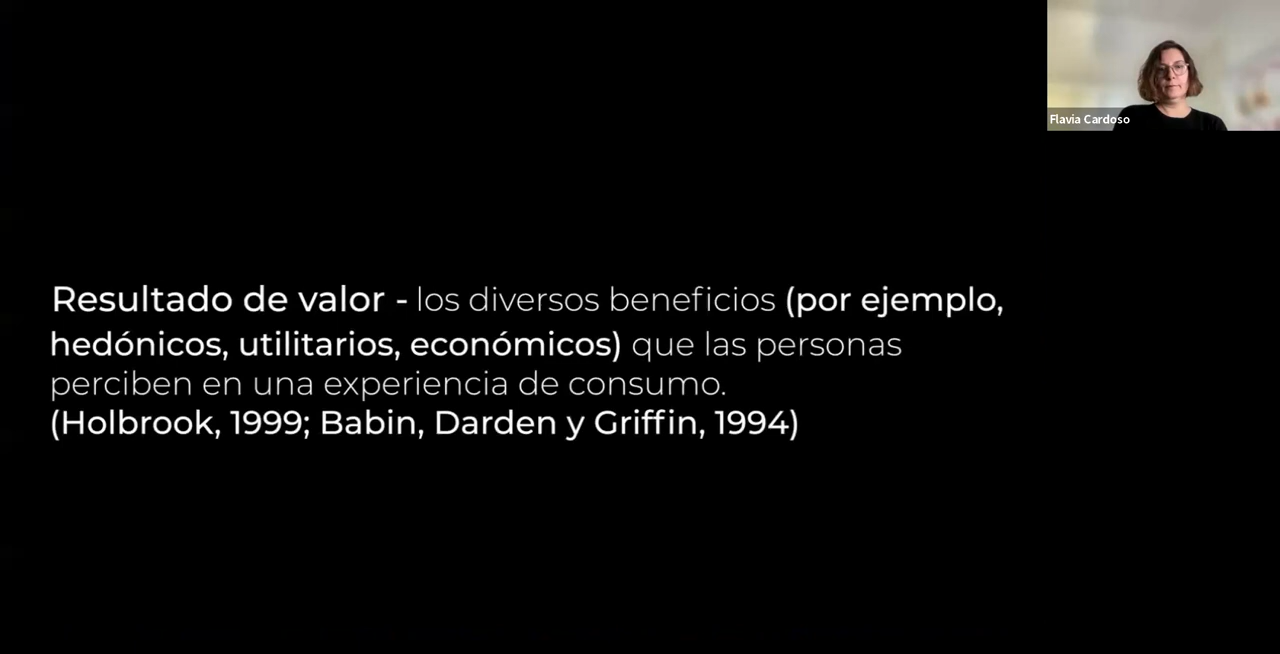 Flavia Cardoso
Resultado de valor - los diversos beneficios (por ejemplo,
hedónicos, utilitarios, económicos) que las personas
perciben en una experiencia de consumo.
(Holbrook, 1999; Babin, Darden y Griffin, 1994)